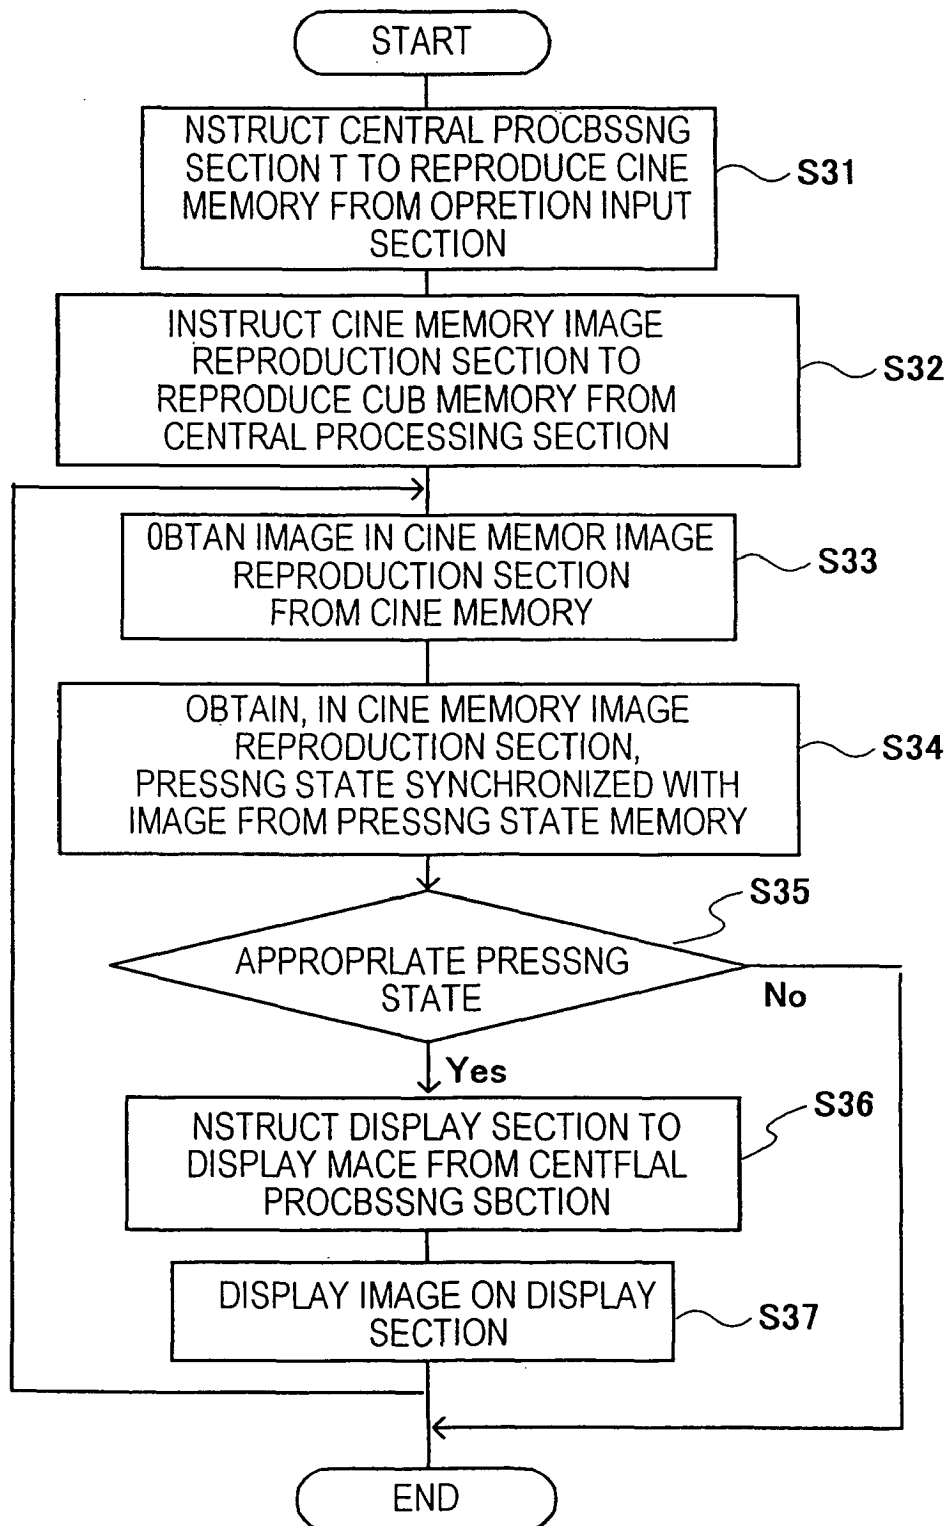 START
NSTRUCT CENTRAL PROCBSSNG
SECTION T TO REPRODUCE CINE
MEMORY FROM OPRETION INPUT
SECTION
S31
INSTRUCT CINE MEMORY IMAGE
REPRODUCTION SECTION TO
REPRODUCE CUB MEMORY FROM
CENTRAL PROCESSING SECTION
S32
0BTAN IMAGE IN CINE MEMOR IMAGE
REPRODUCTION SECTION
FROM CINE MEMORY
S33
OBTAIN, IN CINE MEMORY IMAGE
REPRODUCTION SECTION,
PRESSNG STATE SYNCHRONIZED WITH
IMAGE FROM PRESSNG STATE MEMORY
S34
S35
APPROPRLATE PRESSNG
STATE
No
Yes
NSTRUCT DISPLAY SECTION TO
DISPLAY MACE FROM CENTFLAL
PROCBSSNG SBCTION
S36
DISPLAY IMAGE ON DISPLAY
SECTION
S37
END